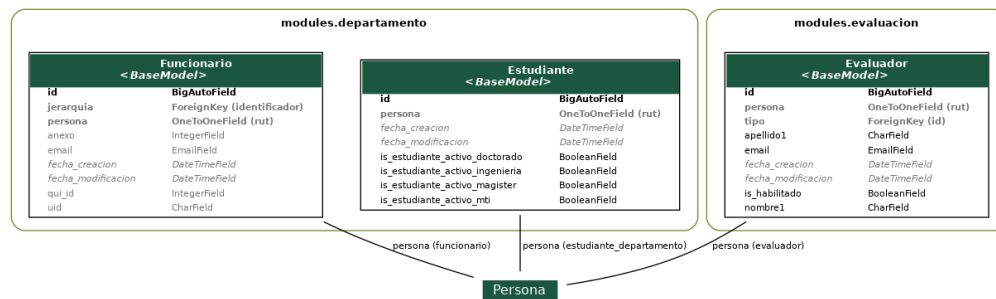 modules.departamento
Funcionario
<BaseModel>
id BigAutoField
jerarquia ForeignKey (identificador)
persona OneToOneField (rut)
anexo IntegerField
email EmailField
fecha_creacion DateTimeField
fecha_modificacion DateTimeField
qui_id IntegerField
uid CharField
Estudiante
<BaseModel>
id BigAutoField
persona OneToOneField (rut)
fecha_creacion DateTimeField
fecha_modificacion DateTimeField
is_estudiante_activo_doctorado BooleanField
is_estudiante_activo_ingenieria BooleanField
is_estudiante_activo_magister BooleanField
is_estudiante_activo_mti BooleanField
modules.evaluacion
Evaluador
<BaseModel>
id BigAutoField
persona OneToOneField (rut)
tipo ForeignKey (id)
apellido1 CharField
email EmailField
fecha_creacion DateTimeField
fecha_modificacion DateTimeField
is_habilitado BooleanField
nombre1 CharField
persona (funcionario)
persona (estudiante_departamento)
persona (evaluador)
Persona